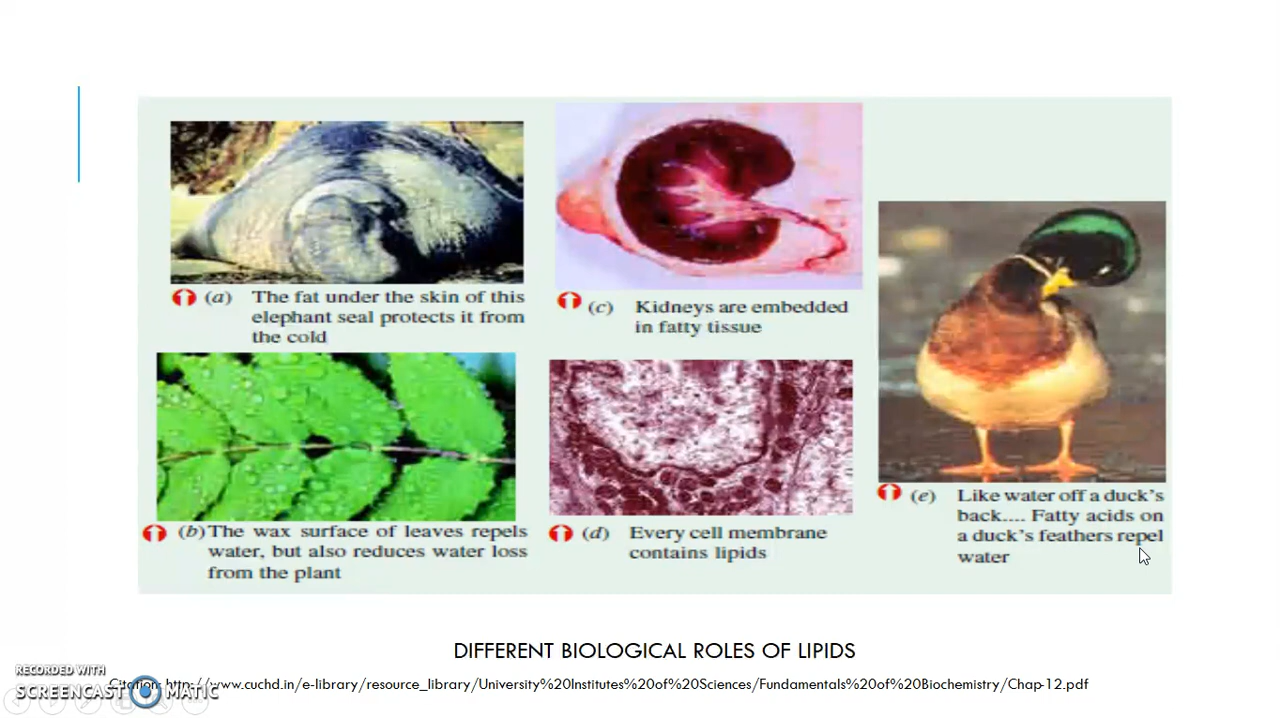 (a) The fat under the skin of this
elephant seal protects it from
the cold
(b) The wax surface of leaves repels
water, but also reduces water loss
from the plant
(c) Kidneys are embedded
in fatty tissue
(d) Every cell membrane
contains lipids
(e) Like water off a duck's
back.... Fatty acids on
a duck's feathers repel
water
DIFFERENT BIOLOGICAL ROLES OF LIPIDS
Citation: http://www.cuchd.in/e-library/resource_library/University%20Institutes%20of%20Sciences/Fundamentals%20of%20Biochemistry/Chap-12.pdf
RECORDED WITH
SCREENCAST MATIC